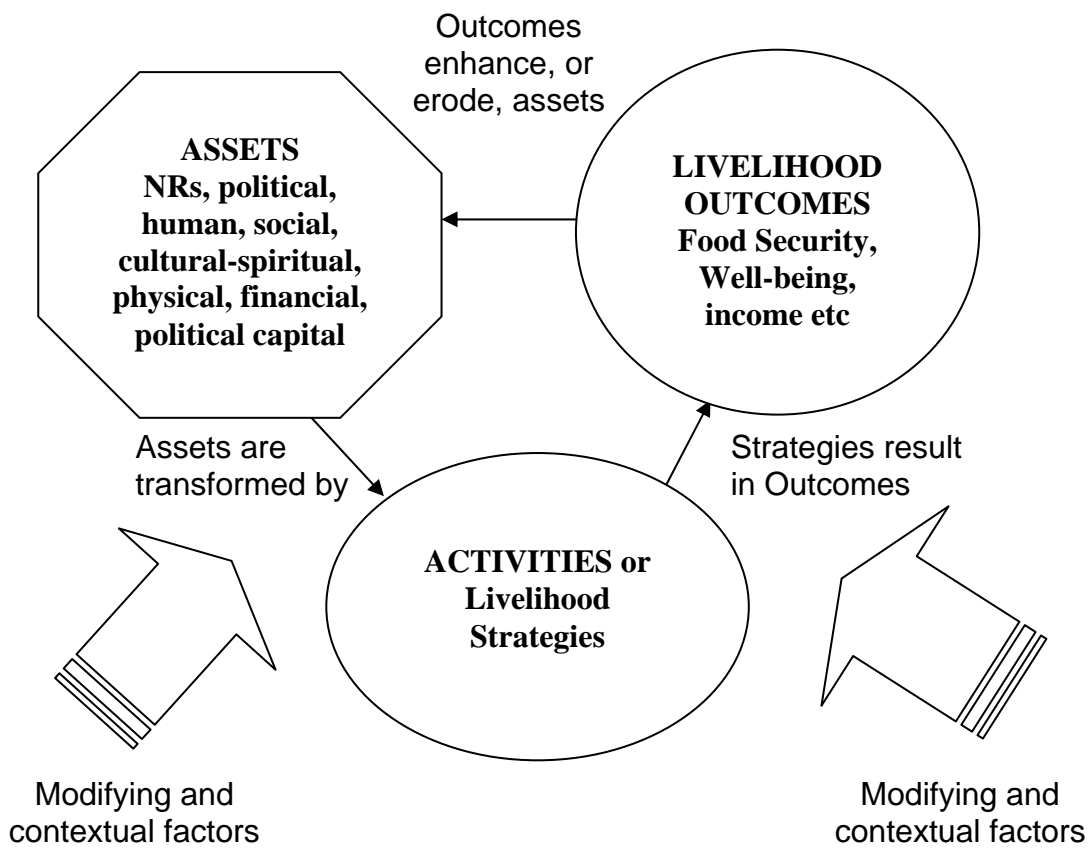 Outcomes
enhance, or
erode, assets
ASSETS
NRs, political,
human, social,
cultural-spiritual,
physical, financial,
political capital
LIVELIHOOD
OUTCOMES
Food Security,
Well-being,
income etc
Assets are
transformed by
Strategies result
in Outcomes
ACTIVITIES or
Livelihood
Strategies
Modifying and
contextual factors
Modifying and
contextual factors